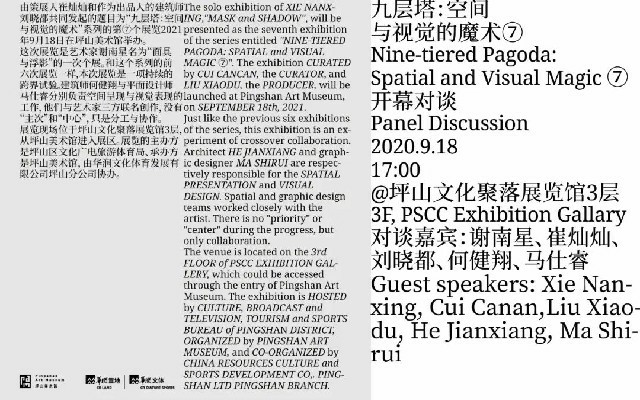 由策展人崔灿灿和作为出品人的建筑师
刘晓都共同发起的题目为“九层塔：空间
与视觉的魔术”系列的第⑦个展览2021
年9月18日在坪山美术馆举办。
这次展览是艺术家谢南星名为“面具
与浮影”的一次个展。和这个系列的前
六次展览一样，本次展览是一项持续的
跨界试验。建筑师何健翔与平面设计师
马仕睿分别负责空间呈现与视觉表现的
工作，他们与艺术家三方联名创作，没有
“主次”和“中心”，只是分工与协作。
展览现场位于坪山文化聚落展览馆3层，
从坪山美术馆进入展区。展览的主办方
是坪山区文化广电旅游体育局，承办方
是坪山美术馆，由华润文化体育发展有
限公司坪山分公司协办。
The solo exhibition of XIE NANX-
ING,"MASK and SHADOW", will be
presented as the seventh exhibition
of the series entitled "NINE-TIERED
PAGODA: SPATIAL and VISUAL
MAGIC ⑦". The exhibition CURATED
by CUI CANCAN, the CURATOR, and
LIU XIAODU, the PRODUCER, will be
launched at Pingshan Art Museum,
on SEPTEMBER 18th, 2021.
Just like the previous six exhibitions
of the series, this exhibition is an ex-
periment of crossover collaboration.
Architect HE JIANXIANG and graph-
ic designer MA SHIRUI are respec-
tively responsible for the SPATIAL
PRESENTATION and VISUAL
DESIGN. Spatial and graphic design
teams worked closely with the
artist. There is no "priority" or
"center" during the progress, but
only collaboration.
The venue is located on the 3rd
FLOOR of PSCC EXHIBITION GAL-
LERY, which could be accessed
through the entry of Pingshan Art
Museum. The exhibition is HOSTED
by CULTURE, BROADCAST and
TELEVISION, TOURISM and SPORTS
BUREAU of PINGSHAN DISTRICT,
ORGANIZED by PINGSHAN ART
MUSEUM, and CO-ORGANIZED by
CHINA RESOURCES CULTURE and
SPORTS DEVELOPMENT CO,. PING-
SHAN LTD PINGSHAN BRANCH.
九层塔：空间
与视觉的魔术⑦
Nine-tiered Pagoda:
Spatial and Visual Magic ⑦
开幕对谈
Panel Discussion
2020.9.18
17:00
@坪山文化聚落展览馆3层
3F, PSCC Exhibition Gallary
对谈嘉宾：谢南星、崔灿灿、
刘晓都、何健翔、马仕睿
Guest speakers: Xie Nan-
xing, Cui Canan,Liu Xiao-
du, He Jianxiang, Ma Shi-
rui